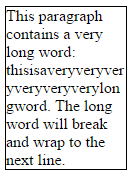 This paragraph
contains a very
long word:
thisisaveryveryver
yveryveryverylon
gword. The long
word will break
and wrap to the
next line.